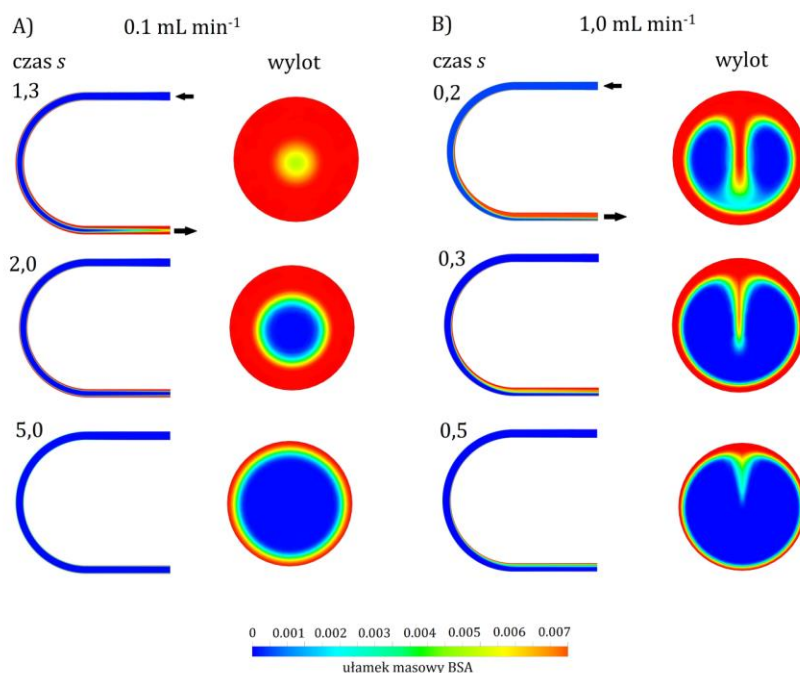 A) 0.1 mL min⁻¹
czas s wylot
1,3
2,0
5,0
B) 1,0 mL min⁻¹
czas s wylot
0,2
0,3
0,5
0 0.001 0.002 0.003 0.004 0.005 0.006 0.007
ułamek masowy BSA